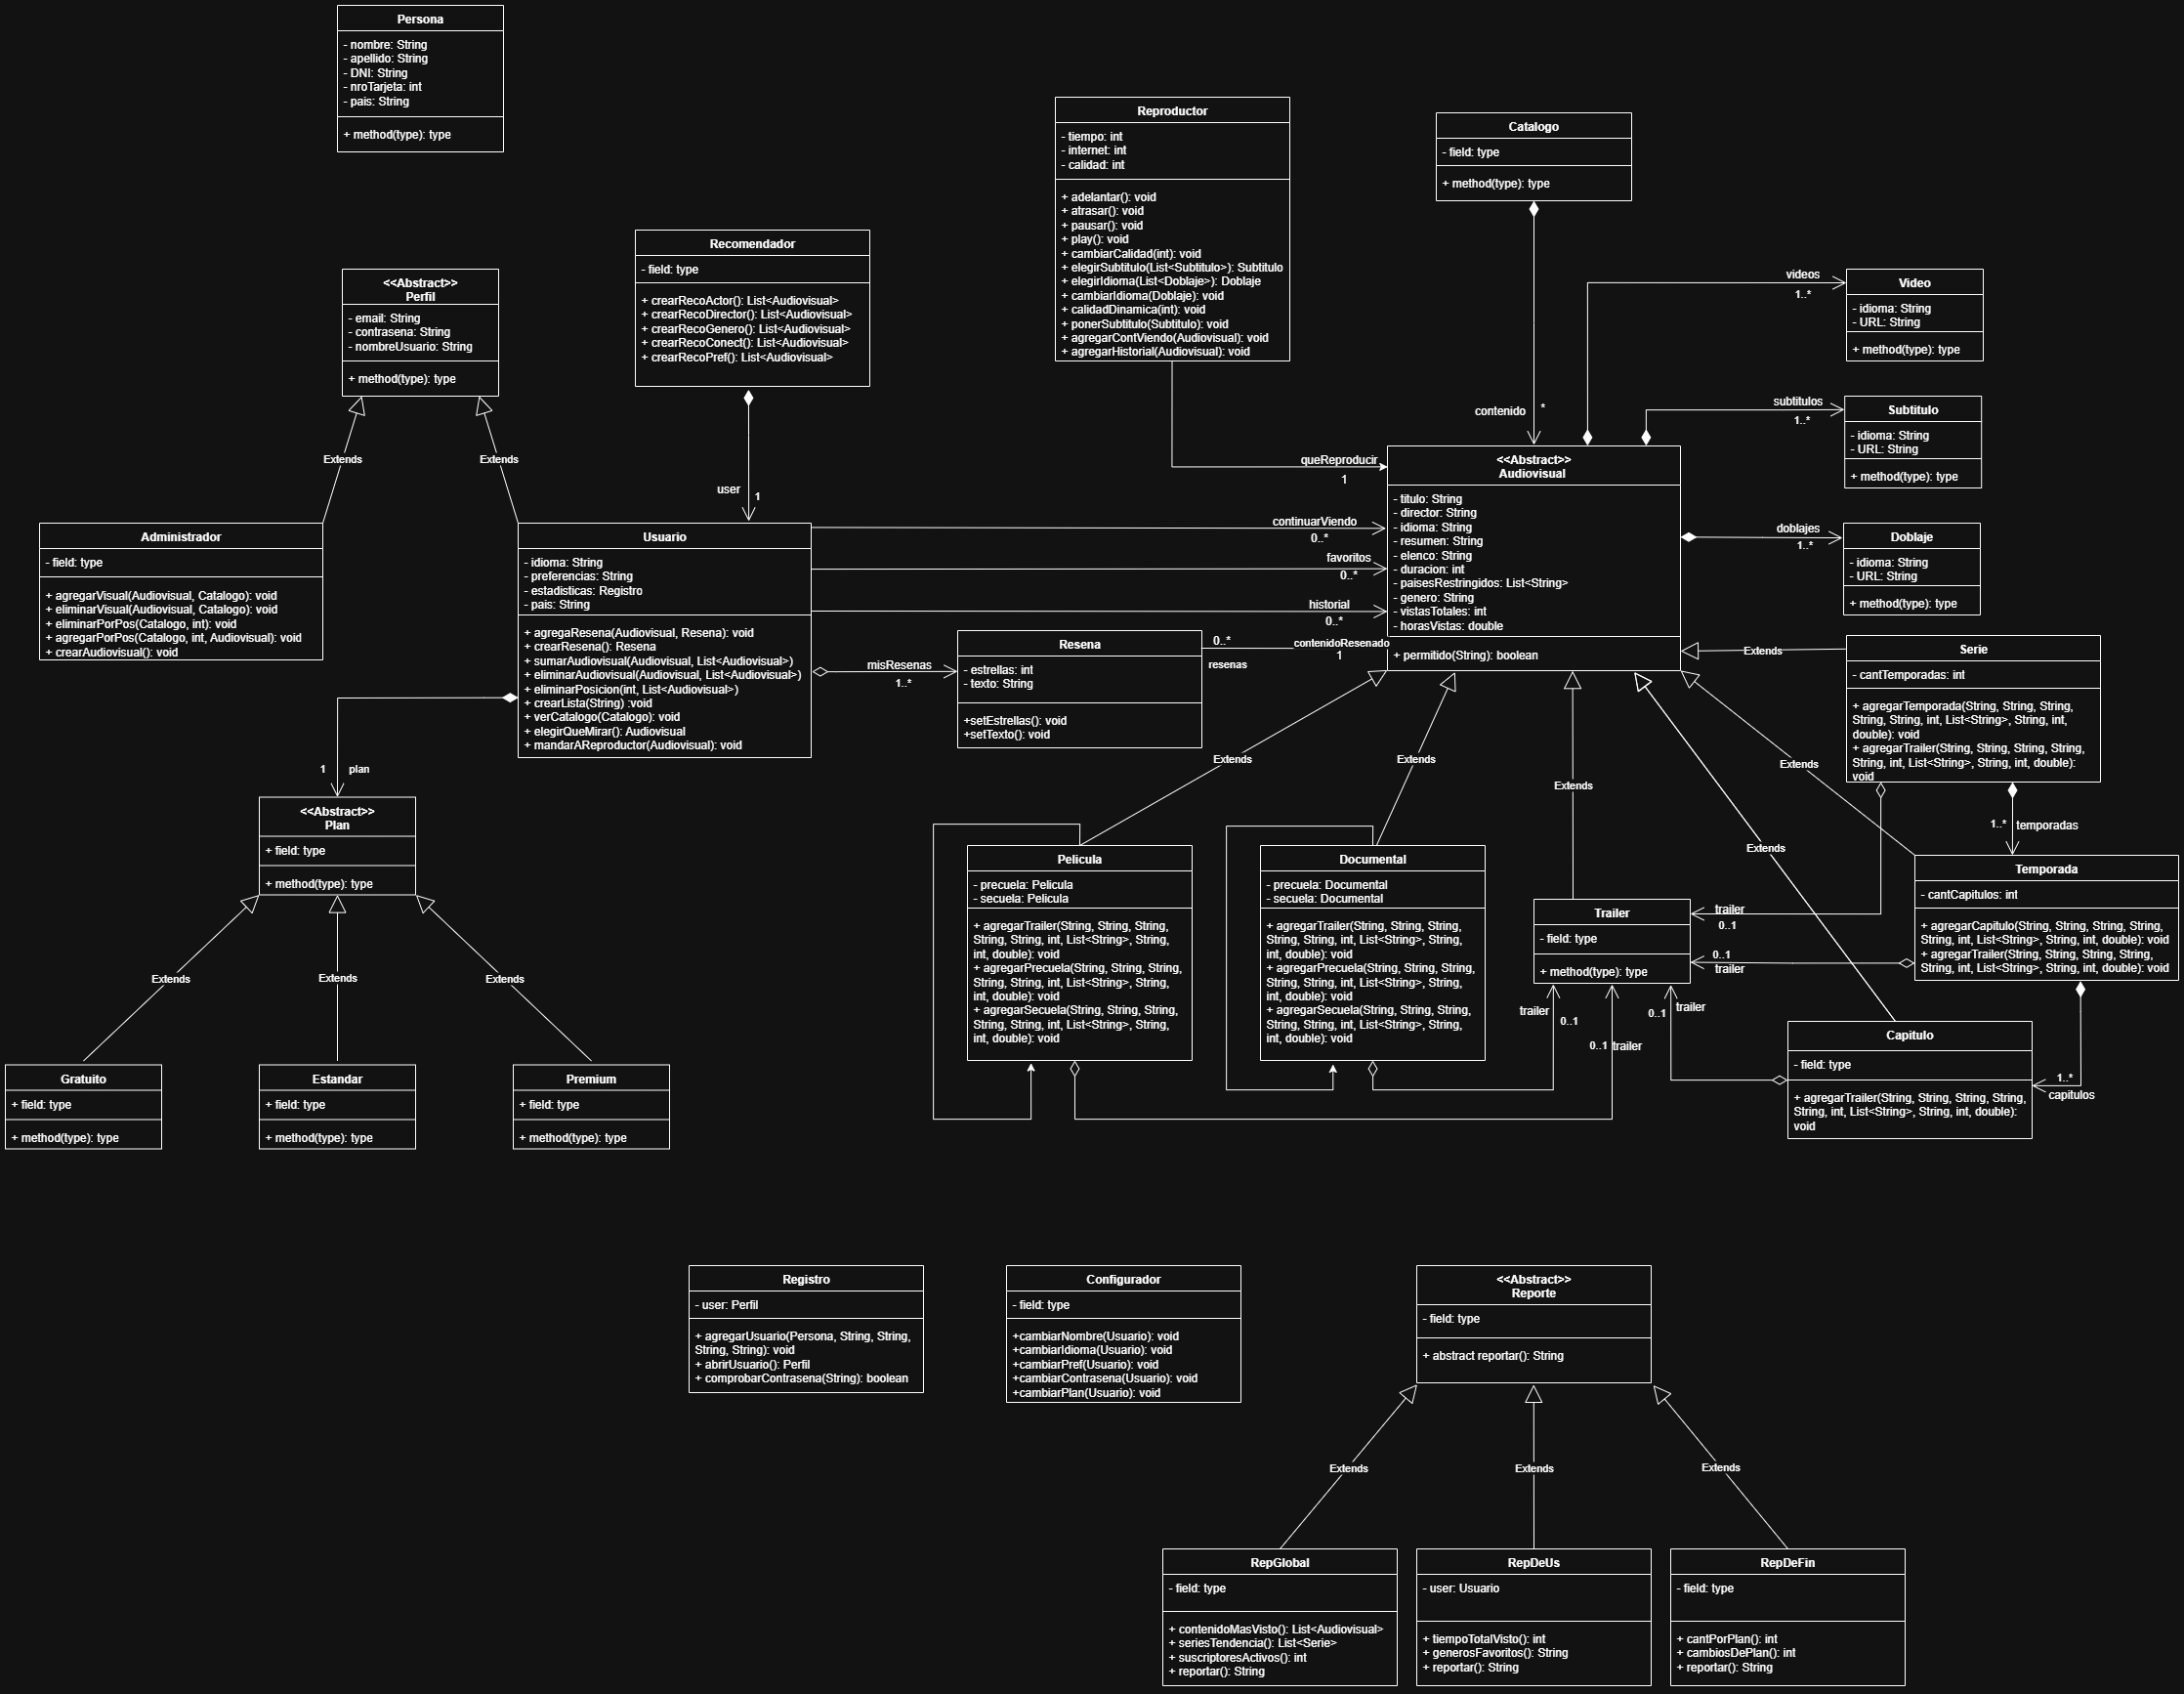 Persona
- nombre: String
- apellido: String
- DNI: String
- nroTarjeta: int
- pais: String
+ method(type): type
Reproductor
- tiempo: int
- internet: int
- calidad: int
+ adelantar(): void
+ atrasar(): void
+ pausar(): void
+ play(): void
+ cambiarCalidad(int): void
+ elegirSubtitulo(List<Subtitulo>): Subtitulo
+ elegirIdioma(List<Doblaje>): Doblaje
+ cambiarIdioma(Doblaje): void
+ calidadDinamica(int): void
+ ponerSubtitulo(Subtitulo): void
+ agregarContViendo(Audiovisual): void
+ agregarHistorial(Audiovisual): void
Catalogo
- field: type
+ method(type): type
Recomendador
- field: type
+ crearRecoActor(): List<Audiovisual>
+ crearRecoDirector(): List<Audiovisual>
+ crearRecoGenero(): List<Audiovisual>
+ crearRecoConect(): List<Audiovisual>
+ crearRecoPref(): List<Audiovisual>
<<Abstract>>
Perfil
- email: String
- contrasena: String
- nombreUsuario: String
+ method(type): type
videos
1..*
Video
- idioma: String
- URL: String
+ method(type): type
subtitulos
1..*
Subtitulo
- idioma: String
- URL: String
+ method(type): type
contenido
*
Extends
Extends
user
1
queReproducir
1
<<Abstract>>
Audiovisual
- titulo: String
- director: String
- idioma: String
- resumen: String
- elenco: String
- duracion: int
- paisesRestringidos: List<String>
- genero: String
- vistasTotales: int
- horasVistas: double
+ permitido(String): boolean
doblajes
1..*
Doblaje
- idioma: String
- URL: String
+ method(type): type
Administrador
- field: type
+ agregarVisual(Audiovisual, Catalogo): void
+ eliminarVisual(Audiovisual, Catalogo): void
+ eliminarPorPos(Catalogo, int): void
+ agregarPorPos(Catalogo, int, Audiovisual): void
+ crearAudiovisual(): void
Usuario
- idioma: String
- preferencias: String
- estadisticas: Registro
- pais: String
+ agregaResena(Audiovisual, Resena): void
+ crearResena(): Resena
+ sumarAudiovisual(Audiovisual, List<Audiovisual>)
+ eliminarAudiovisual(Audiovisual, List<Audiovisual>)
+ eliminarPosicion(int, List<Audiovisual>)
+ crearLista(String) :void
+ verCatalogo(Catalogo): void
+ elegirQueMirar(): Audiovisual
+ mandarAReproductor(Audiovisual): void
continuarViendo
0..*
favoritos
0..*
historial
0..*
misResenas
1..*
Resena
- estrellas: int
- texto: String
+setEstrellas(): void
+setTexto(): void
0..*
resenas
contenidoResenado
1
Extends
Serie
- cantTemporadas: int
+ agregarTemporada(String, String, String,
String, String, int, List<String>, String, int,
double): void
+ agregarTrailer(String, String, String, String,
String, int, List<String>, String, int, double):
void
1
plan
Extends
Extends
Extends
Extends
Extends
1..*
temporadas
<<Abstract>>
Plan
+ field: type
+ method(type): type
Pelicula
- precuela: Pelicula
- secuela: Pelicula
+ agregarTrailer(String, String, String,
String, String, int, List<String>, String,
int, double): void
+ agregarPrecuela(String, String, String,
String, String, int, List<String>, String,
int, double): void
+ agregarSecuela(String, String, String,
String, String, int, List<String>, String,
int, double): void
Documental
- precuela: Documental
- secuela: Documental
+ agregarTrailer(String, String, String,
String, String, int, List<String>, String,
int, double): void
+ agregarPrecuela(String, String, String,
String, String, int, List<String>, String,
int, double): void
+ agregarSecuela(String, String, String,
String, String, int, List<String>, String,
int, double): void
Trailer
- field: type
+ method(type): type
trailer
0..1
0..1
trailer
Temporada
- cantCapitulos: int
+ agregarCapitulo(String, String, String, String,
String, int, List<String>, String, int, double): void
+ agregarTrailer(String, String, String, String,
String, int, List<String>, String, int, double): void
trailer
0..1
0..1
trailer
0..1
trailer
Capitulo
- field: type
+ agregarTrailer(String, String, String, String,
String, int, List<String>, String, int, double):
void
1..*
capitulos
Extends
Extends
Extends
Gratuito
+ field: type
+ method(type): type
Estandar
+ field: type
+ method(type): type
Premium
+ field: type
+ method(type): type
Registro
- user: Perfil
+ agregarUsuario(Persona, String, String,
String, String): void
+ abrirUsuario(): Perfil
+ comprobarContrasena(String): boolean
Configurador
- field: type
+cambiarNombre(Usuario): void
+cambiarIdioma(Usuario): void
+cambiarPref(Usuario): void
+cambiarContrasena(Usuario): void
+cambiarPlan(Usuario): void
<<Abstract>>
Reporte
- field: type
+ abstract reportar(): String
Extends
Extends
Extends
RepGlobal
- field: type
+ contenidoMasVisto(): List<Audiovisual>
+ seriesTendencia(): List<Serie>
+ suscriptoresActivos(): int
+ reportar(): String
RepDeUs
- user: Usuario
+ tiempoTotalVisto(): int
+ generosFavoritos(): String
+ reportar(): String
RepDeFin
- field: type
+ cantPorPlan(): int
+ cambiosDePlan(): int
+ reportar(): String